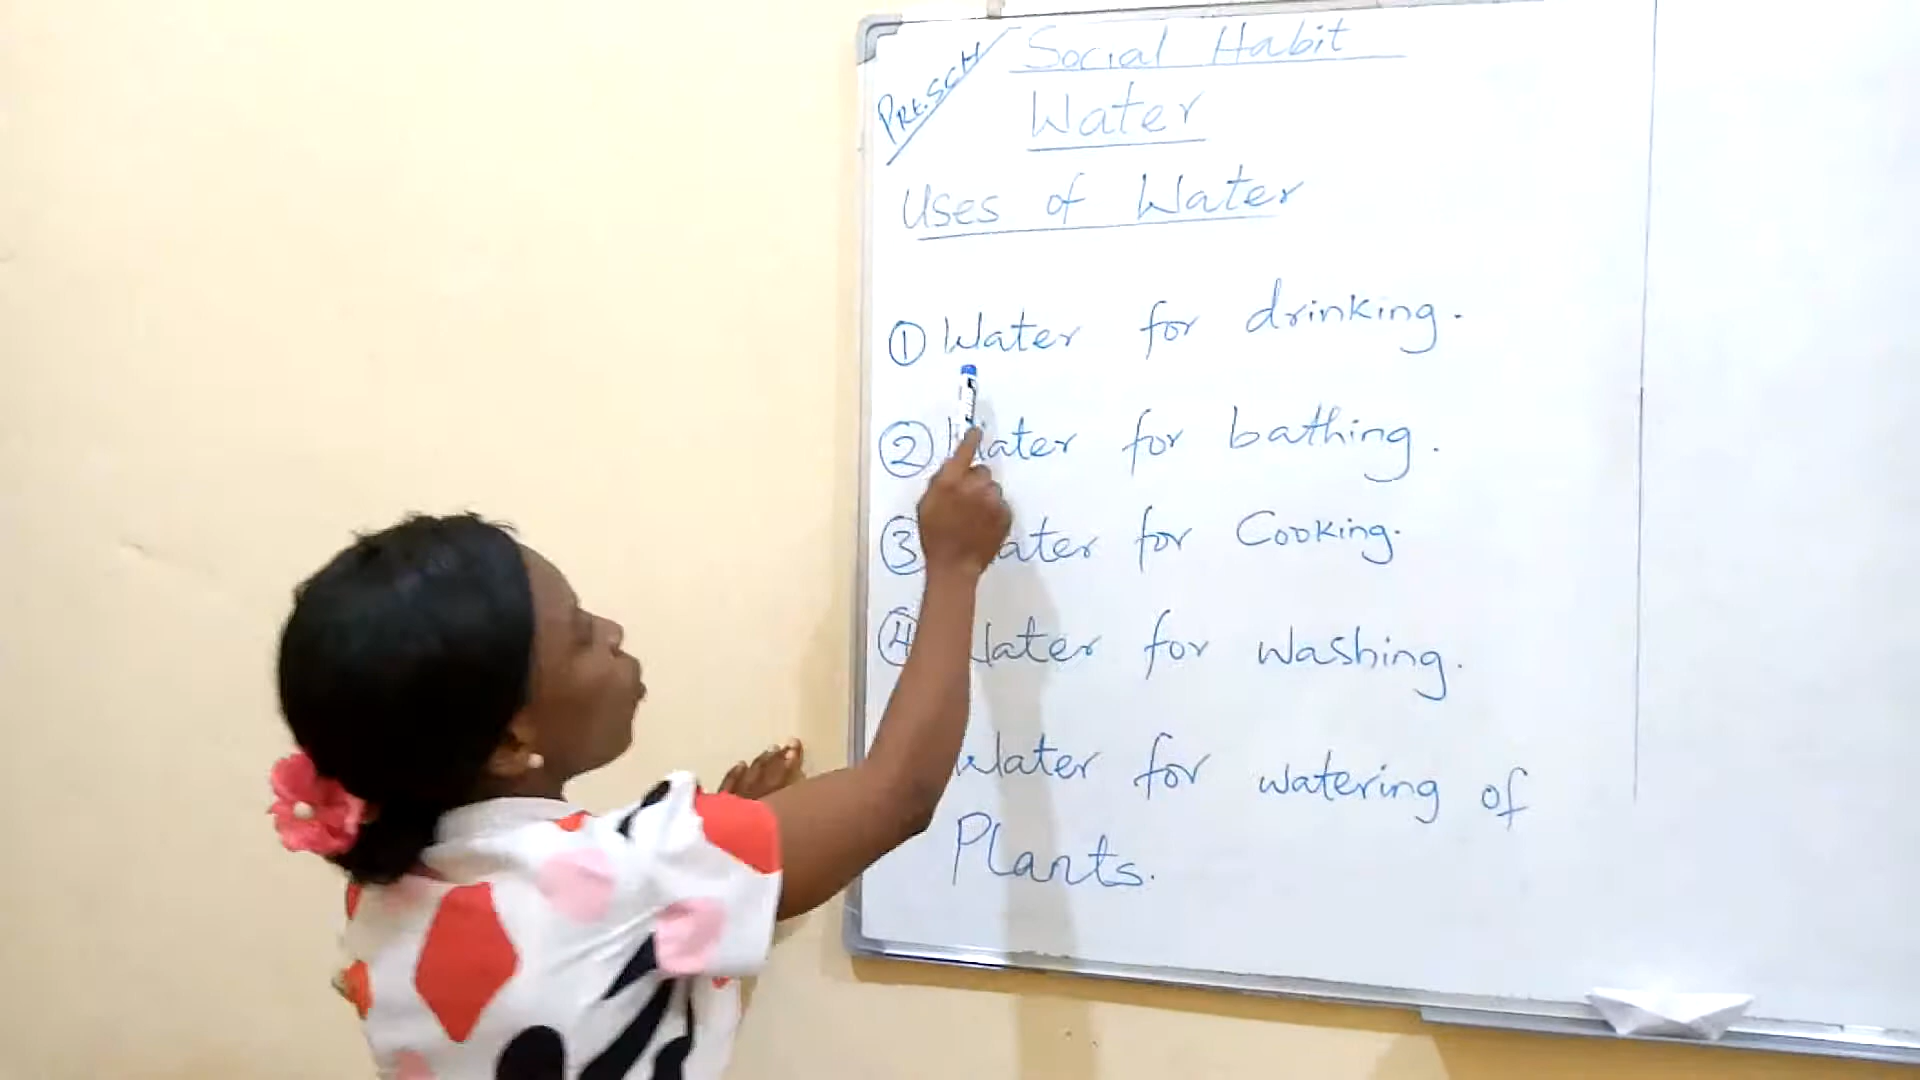 PRE.SCH
Social Habit
Water
Uses of Water
① Water for drinking.
② Water for bathing.
③ ater for Cooking.
④ Water for washing.
Water for watering of
Plants.